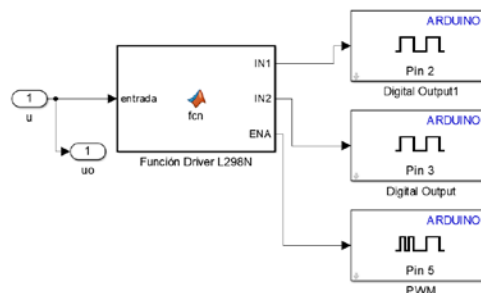 ARDUINO
Pin 2
Digital Output1
1
u
entrada
fcn
IN1
IN2
ENA
Función Driver L298N
1
uo
ARDUINO
Pin 3
Digital Output
ARDUINO
Pin 5
PWM